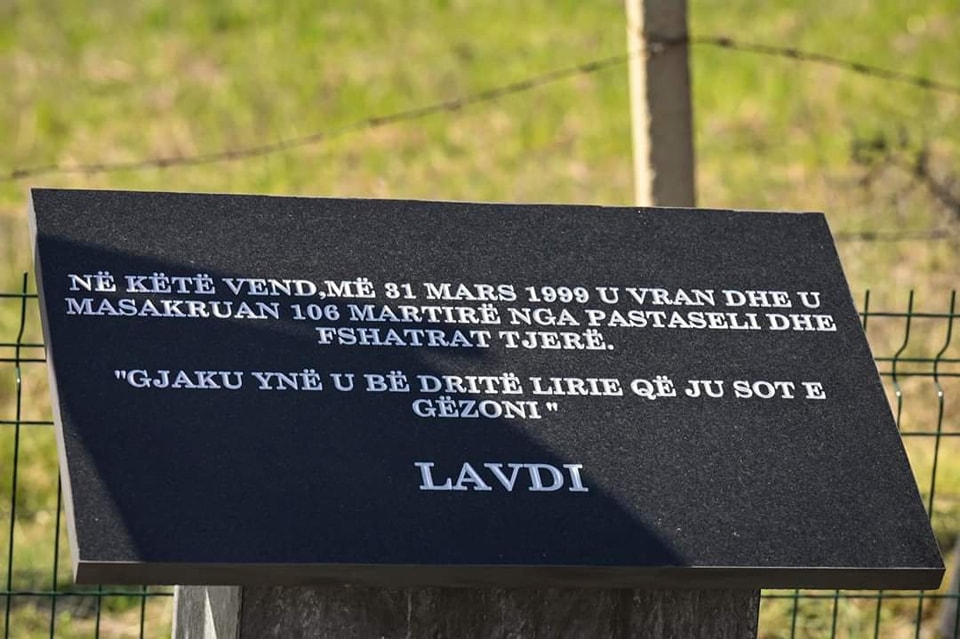 NË KËTË VEND,MË 31 MARS 1999 U VRAN DHE U
MASAKRUAN 106 MARTIRË NGA PASTASELI DHE
FSHATRAT TJERË.
"GJAKU YNË U BË DRITË LIRIE QË JU SOT E
GËZONI"
LAVDI